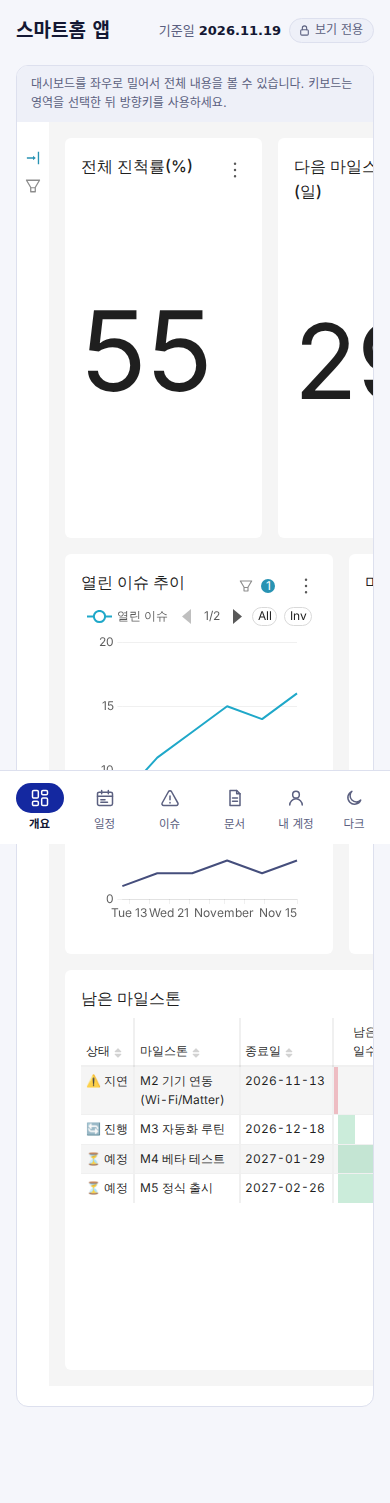 스마트홈 앱
기준일 2026.11.19
보기 전용
대시보드를 좌우로 밀어서 전체 내용을 볼 수 있습니다. 키보드는
영역을 선택한 뒤 방향키를 사용하세요.
전체 진척률(%)
55
다음 마일스
(일)
2
열린 이슈 추이
1
열린 이슈
1/2
All
Inv
20
15
10
개요
일정
이슈
문서
내 계정
다크
0
Tue 13 Wed 21 November Nov 15
남은 마일스톤
상태 마일스톤 종료일 남은
일수
⚠️ 지연 M2 기기 연동
(Wi-Fi/Matter) 2026-11-13
🔄 진행 M3 자동화 루틴 2026-12-18
⏳ 예정 M4 베타 테스트 2027-01-29
⏳ 예정 M5 정식 출시 2027-02-26